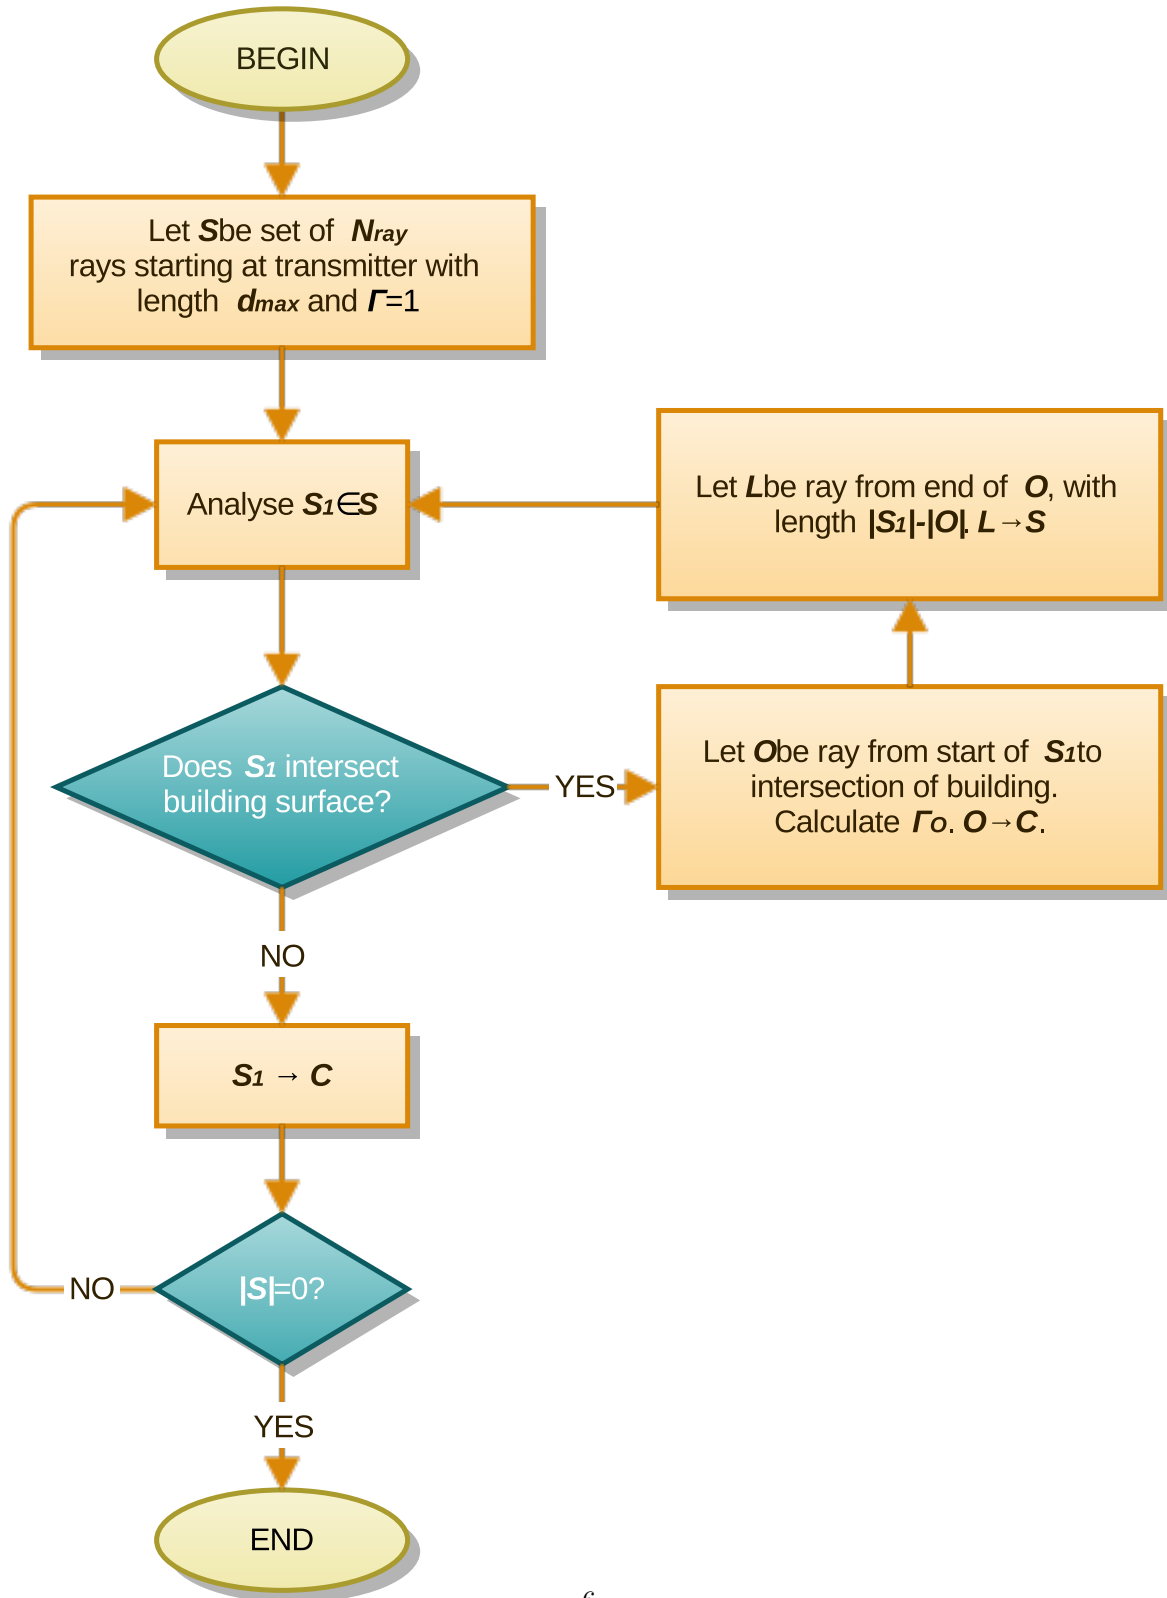 BEGIN
Let S be set of N ray
rays starting at transmitter with
length d max and Γ=1
Analyse S1∈S
Let L be ray from end of O, with
length |S1|-|O|. L→S
Does S1 intersect
building surface?
YES
Let O be ray from start of S1 to
intersection of building.
Calculate ΓO. O→C.
NO
S1 → C
|S|=0?
NO
YES
END